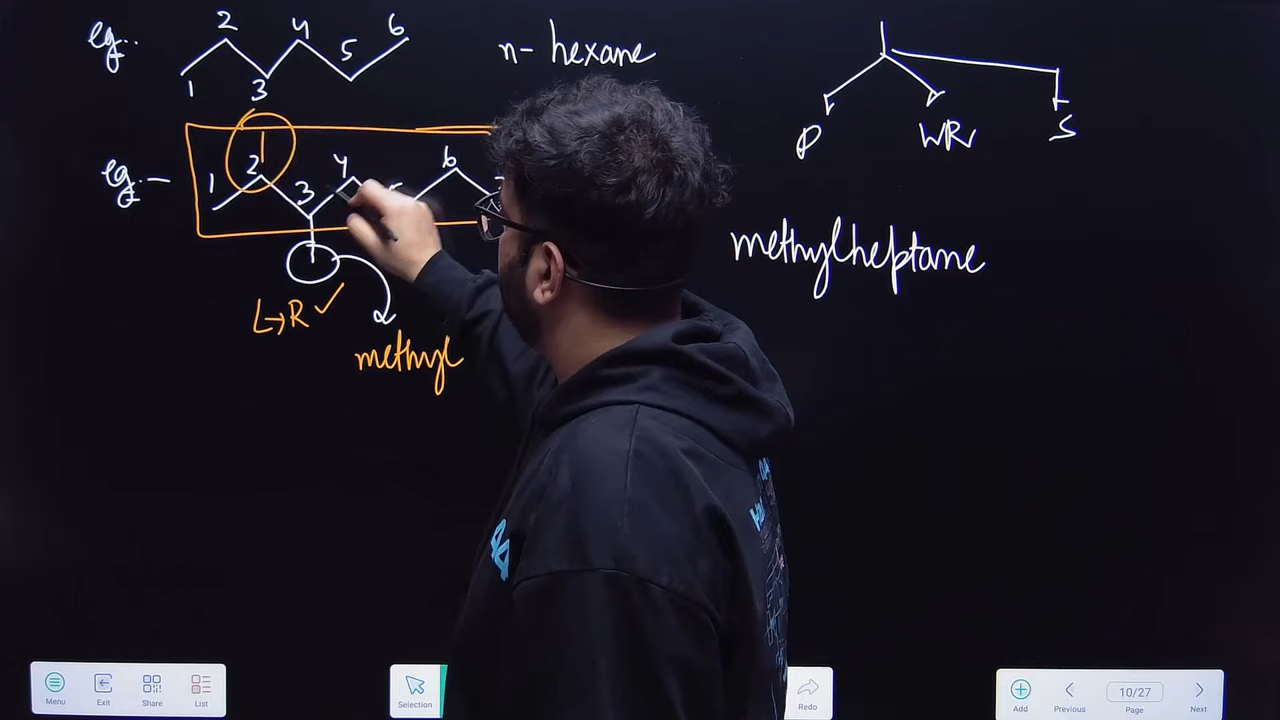 eg..
1 2 3 4 5 6
n-hexane
P WR S
eg.-
1 2 3 4 6
methylheptane
L→R ✓
methyl
Menu Exit Share List
Selection
Redo
Add Previous 10/27 Next
Page